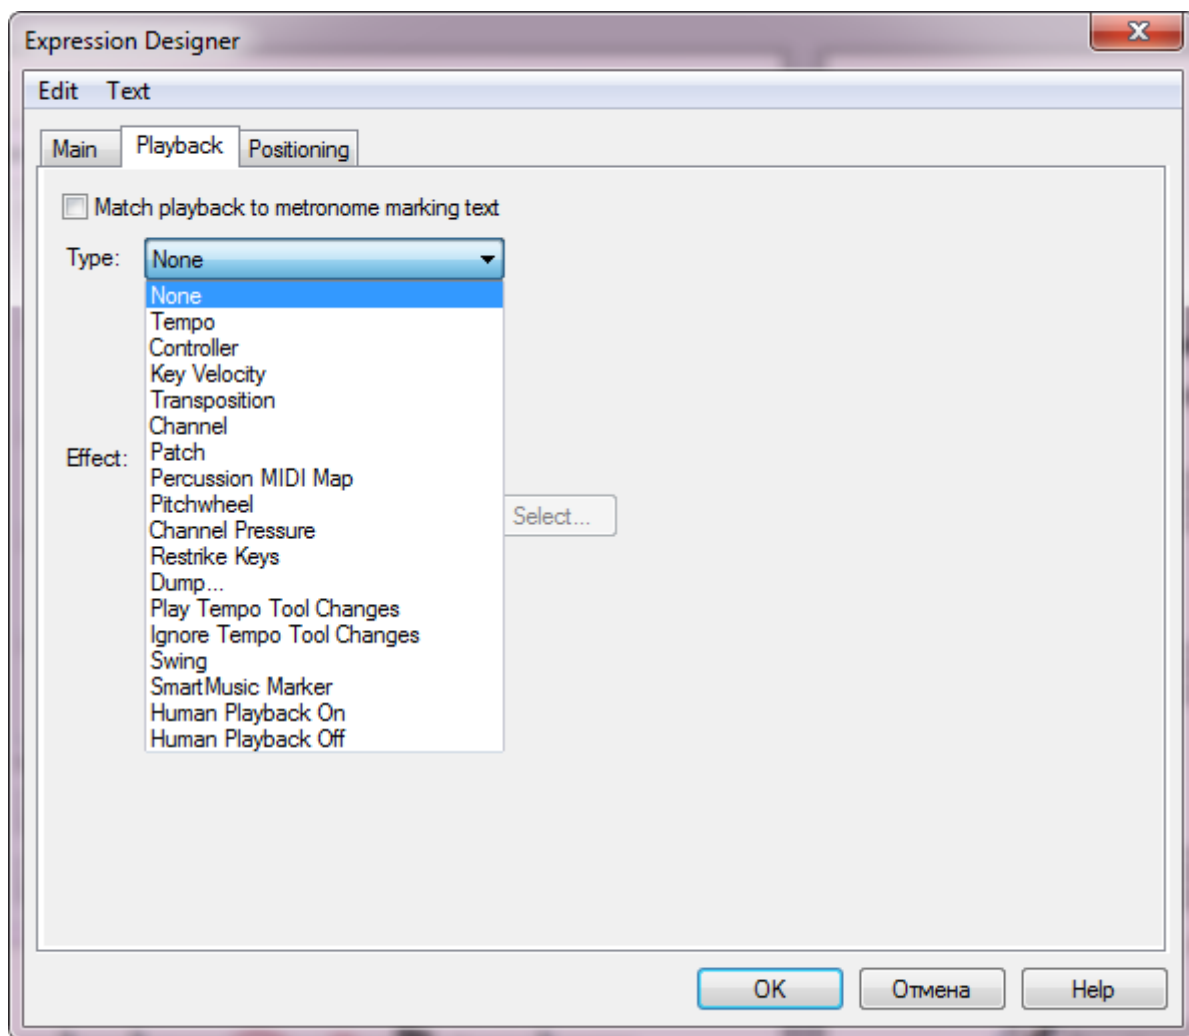 Expression Designer
Edit Text
Main Playback Positioning
Match playback to metronome marking text
Type: None
None
Tempo
Controller
Key Velocity
Transposition
Channel
Effect: Patch
Percussion MIDI Map
Pitchwheel
Select...
Channel Pressure
Restrike Keys
Dump...
Play Tempo Tool Changes
Ignore Tempo Tool Changes
Swing
SmartMusic Marker
Human Playback On
Human Playback Off
OK Отмена Help